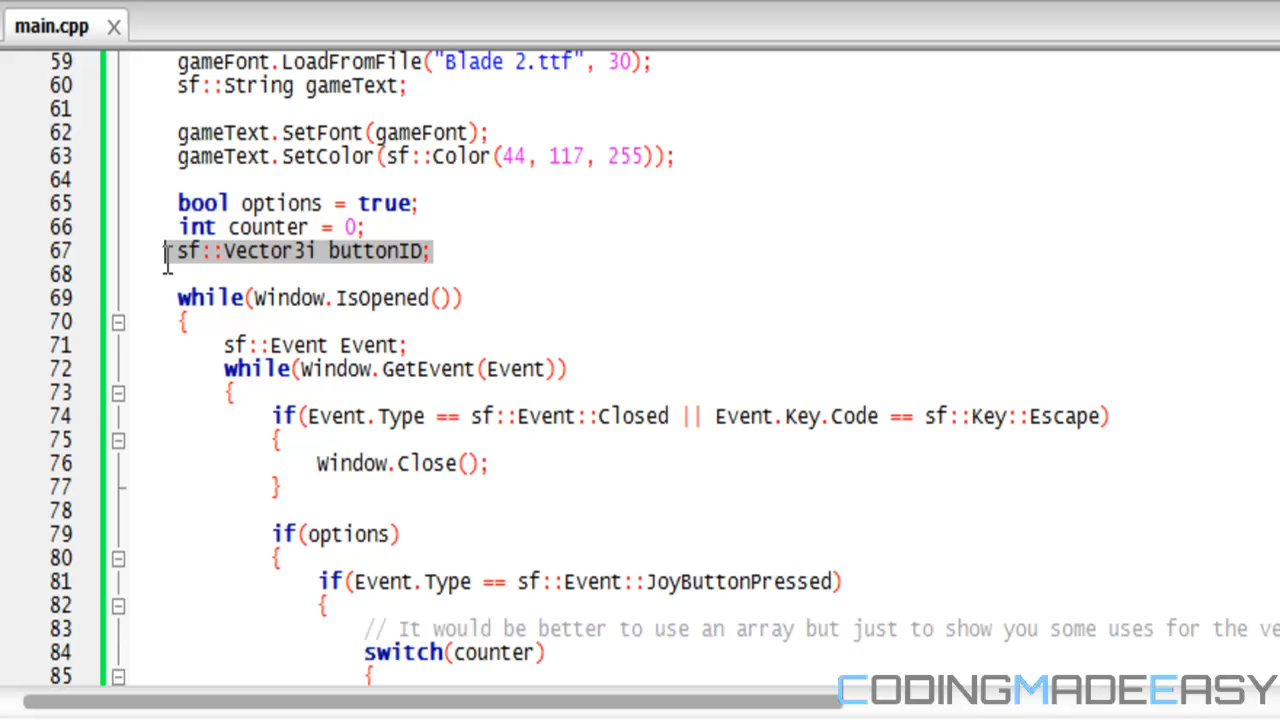 main.cpp X
59 gameFont.LoadFromFile("Blade 2.ttf", 30);
60 sf::String gameText;
61
62 gameText.SetFont(gameFont);
63 gameText.SetColor(sf::Color(44, 117, 255));
64
65 bool options = true;
66 int counter = 0;
67 sf::Vector3i buttonID;
68
69 while(Window.IsOpened())
70 {
71 sf::Event Event;
72 while(Window.GetEvent(Event))
73 {
74 if(Event.Type == sf::Event::Closed || Event.Key.Code == sf::Key::Escape)
75 {
76 Window.Close();
77 }
78
79 if(options)
80 {
81 if(Event.Type == sf::Event::JoyButtonPressed)
82 {
83 // It would be better to use an array but just to show you some uses for the ve
84 switch(counter)
85 {
CODINGMADEEASY